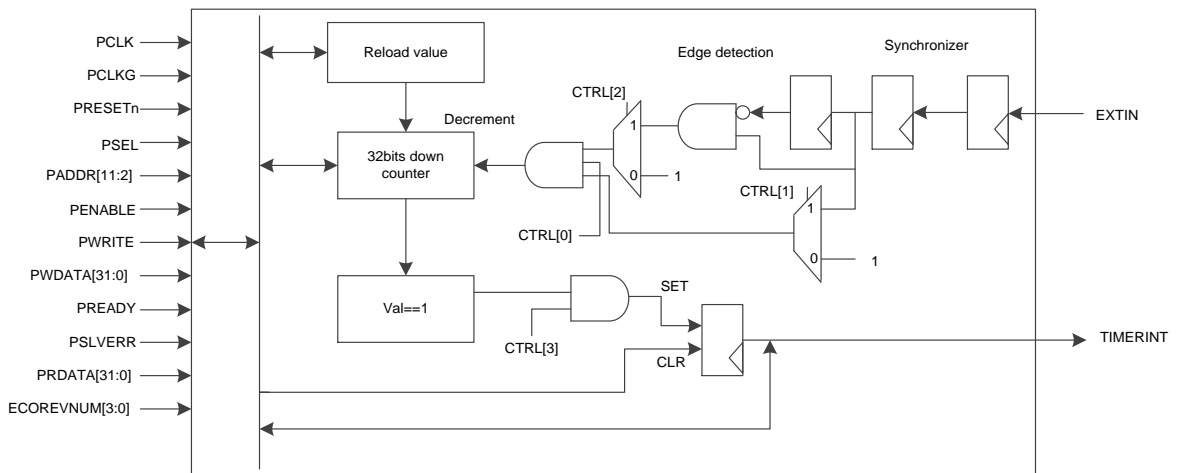 PCLK
PCLKG
PRESETn
PSEL
PADDR[11:2]
PENABLE
PWRITE
PWDATA[31:0]
PREADY
PSLVERR
PRDATA[31:0]
ECOREVNUM[3:0]
Reload value
Edge detection
Synchronizer
CTRL[2]
Decrement
1
EXTIN
32bits down
counter
0
1
CTRL[1]
1
CTRL[0]
0
1
Val==1
SET
CTRL[3]
CLR
TIMERINT